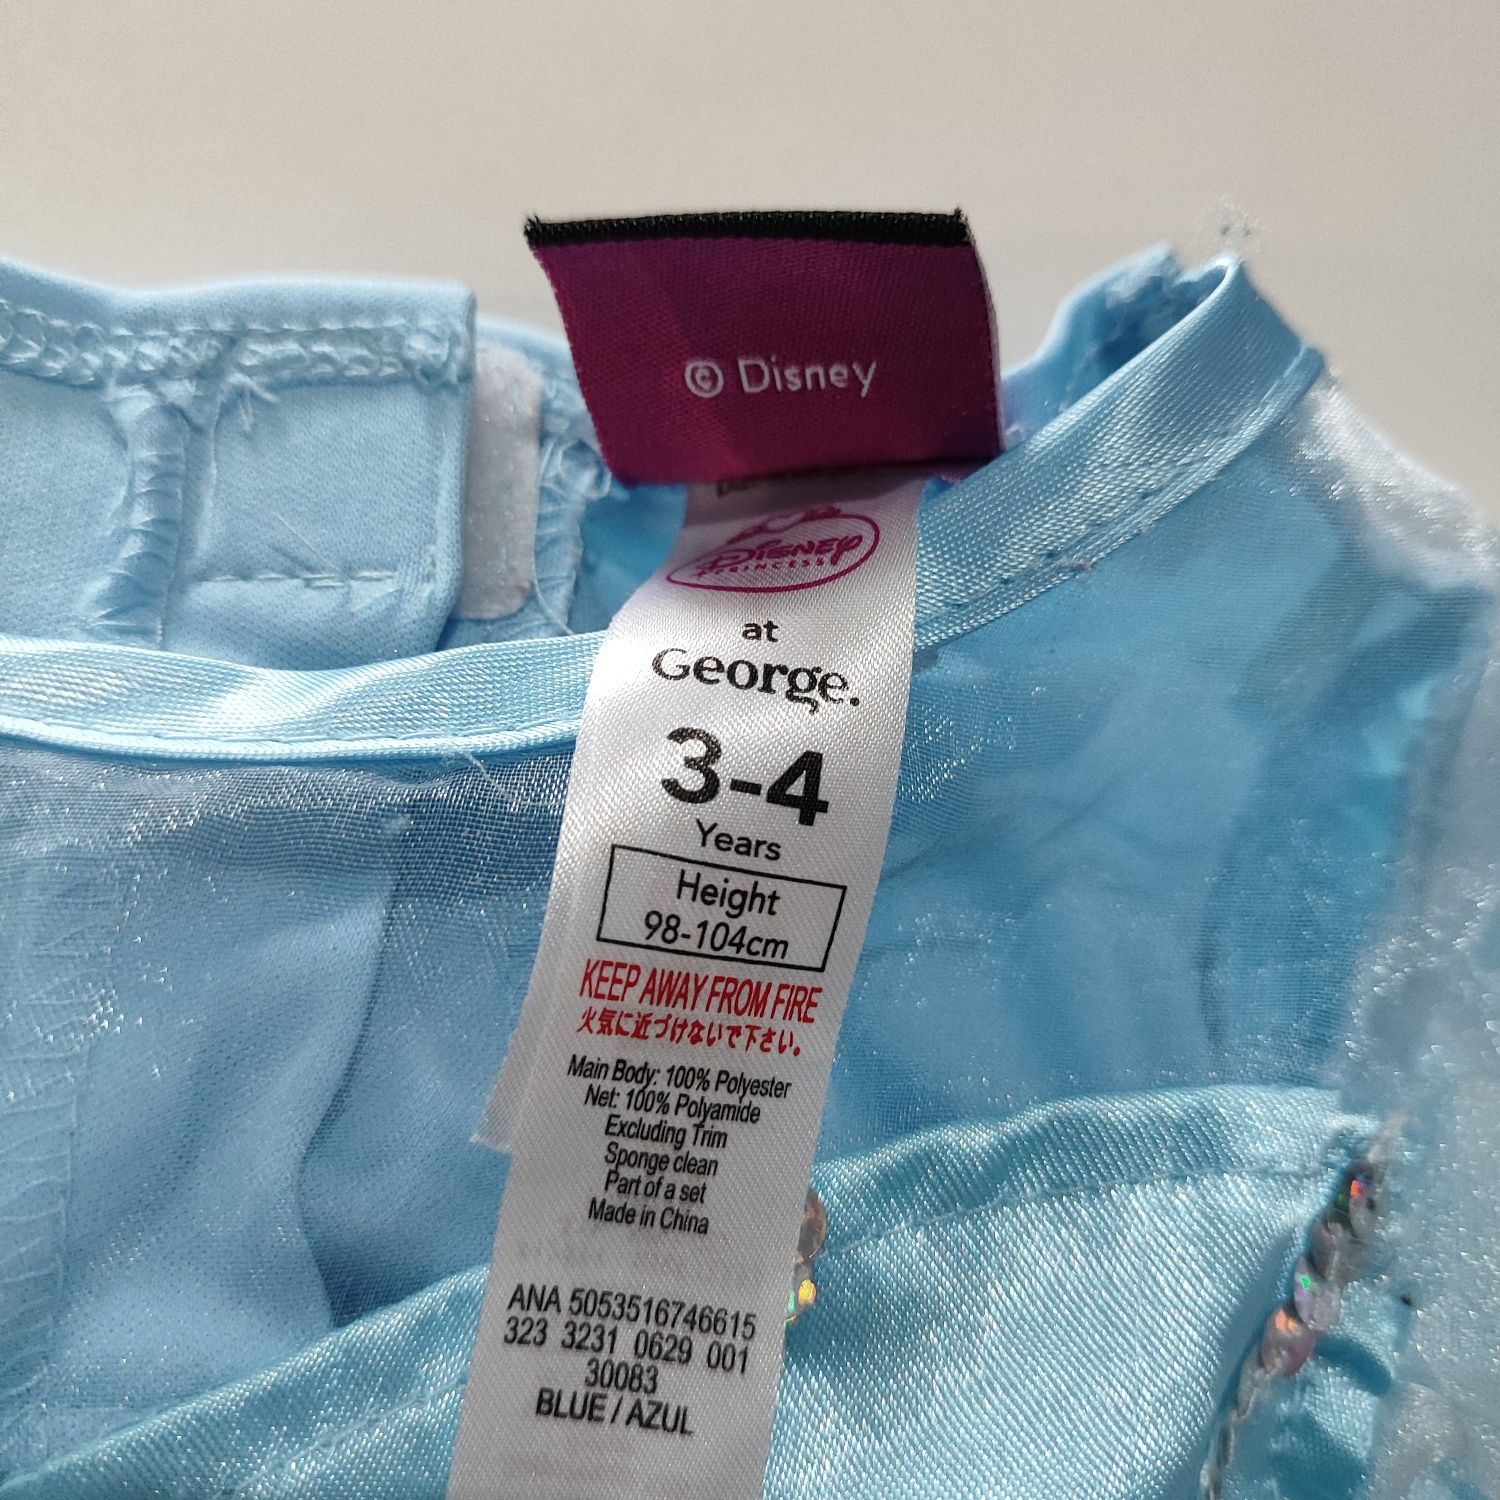 © Disney
Disney
PRINCESS
at
George.
3-4
Years
Height
98-104cm
KEEP AWAY FROM FIRE
火気に近づけないで下さい。
Main Body: 100% Polyester
Net: 100% Polyamide
Excluding Trim
Sponge clean
Part of a set
Made in China
ANA 5053516746615
323 3231 0629 001
30083
BLUE / AZUL